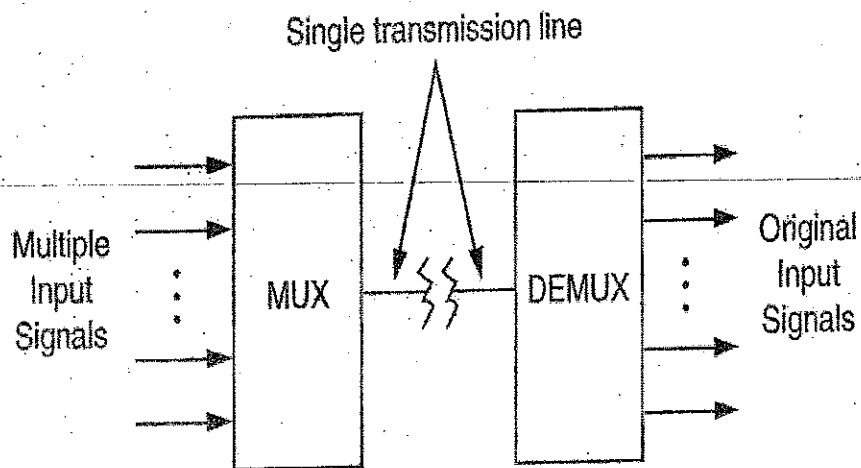 Single transmission line
Multiple
Input
Signals
MUX
DEMUX
Original
Input
Signals